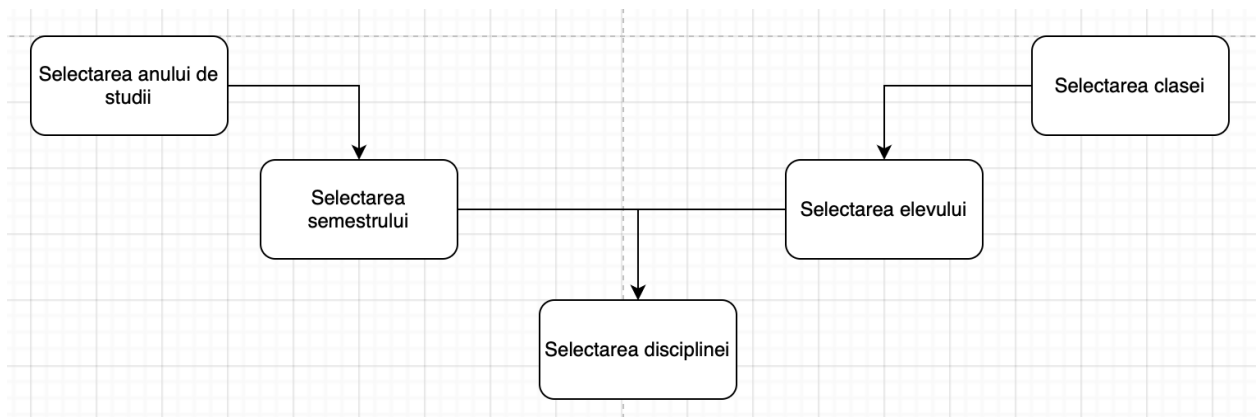 Selectarea anului de
studii
Selectarea clasei
Selectarea
semestrului
Selectarea elevului
Selectarea disciplinei